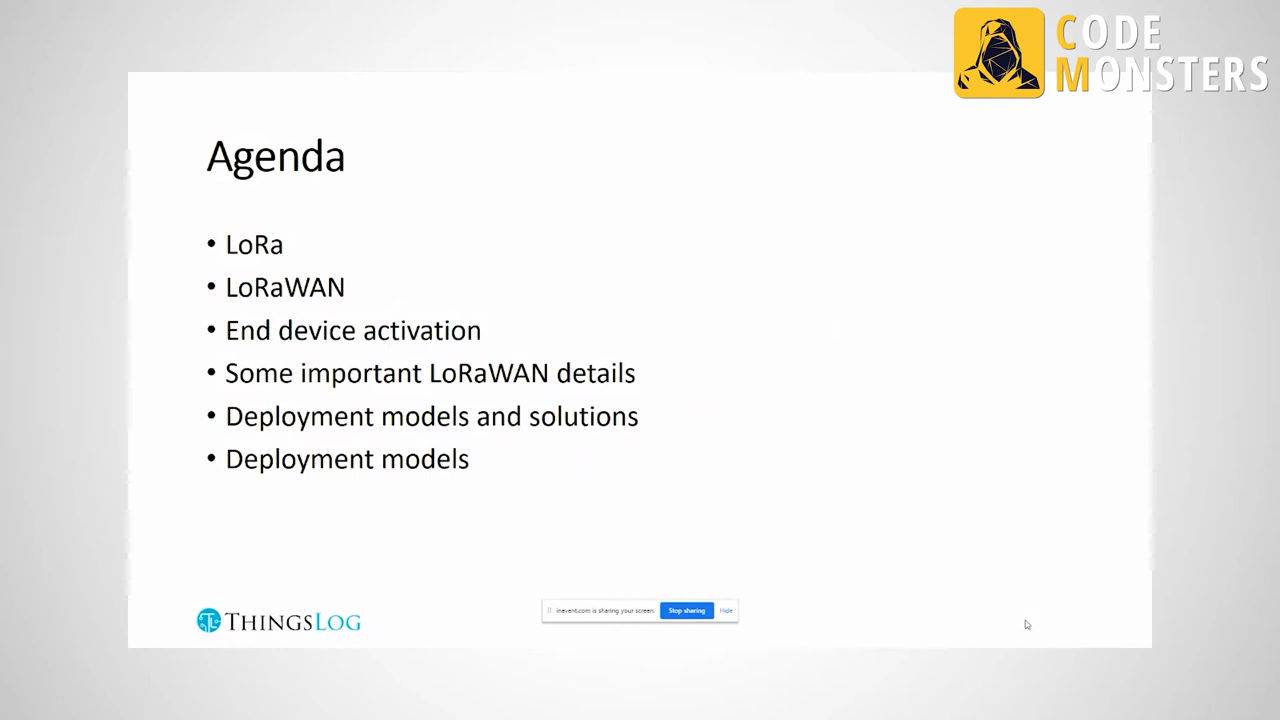 CODE
MONSTERS
Agenda
• LoRa
• LoRaWAN
• End device activation
• Some important LoRaWAN details
• Deployment models and solutions
• Deployment models
THINGSLOG
inevent.com is sharing your screen. Stop sharing Hide